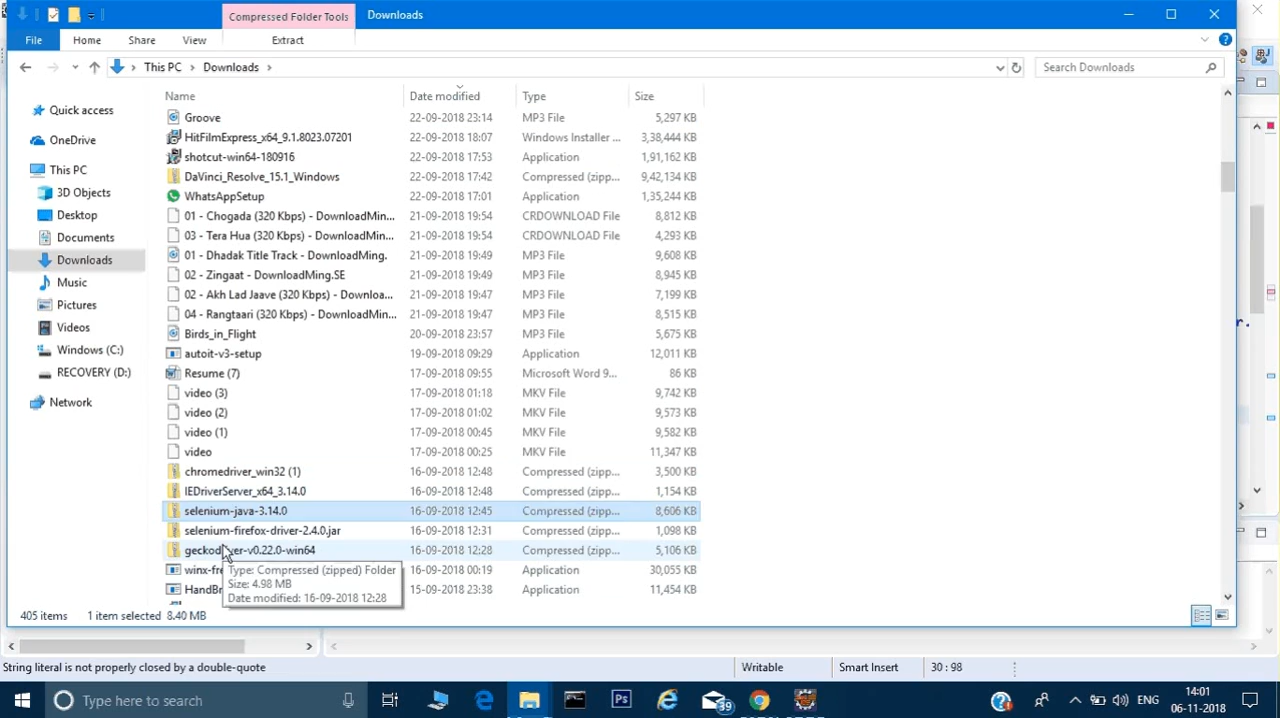 Compressed Folder Tools Downloads
File Home Share View Extract
This PC Downloads Search Downloads
Name Date modified Type Size
Quick access
OneDrive
This PC
3D Objects
Desktop
Documents
Downloads
Music
Pictures
Videos
Windows (C:)
RECOVERY (D:)
Network
Groove 22-09-2018 23:14 MP3 File 5,297 KB
HitFilmExpress_x64_9.1.8023.07201 22-09-2018 18:07 Windows Installer ... 3,38,444 KB
shotcut-win64-180916 22-09-2018 17:53 Application 1,91,162 KB
DaVinci_Resolve_15.1_Windows 22-09-2018 17:42 Compressed (zipp... 9,42,134 KB
WhatsAppSetup 22-09-2018 17:01 Application 1,35,244 KB
01 - Chogada (320 Kbps) - DownloadMin... 21-09-2018 19:54 CRDOWNLOAD File 8,812 KB
03 - Tera Hua (320 Kbps) - DownloadMin... 21-09-2018 19:54 CRDOWNLOAD File 4,293 KB
01 - Dhadak Title Track - DownloadMing. 21-09-2018 19:49 MP3 File 9,608 KB
02 - Zingaat - DownloadMing.SE 21-09-2018 19:49 MP3 File 8,945 KB
02 - Akh Lad Jaave (320 Kbps) - Downloa... 21-09-2018 19:47 MP3 File 7,199 KB
04 - Rangtaari (320 Kbps) - DownloadMin... 21-09-2018 19:47 MP3 File 8,515 KB
Birds_in_Flight 20-09-2018 23:57 MP3 File 5,675 KB
autoit-v3-setup 19-09-2018 09:29 Application 12,011 KB
Resume (7) 17-09-2018 09:55 Microsoft Word 9... 86 KB
video (3) 17-09-2018 01:18 MKV File 9,742 KB
video (2) 17-09-2018 01:02 MKV File 9,573 KB
video (1) 17-09-2018 00:45 MKV File 9,582 KB
video 17-09-2018 00:25 MKV File 11,347 KB
chromedriver_win32 (1) 16-09-2018 12:48 Compressed (zipp... 3,500 KB
IEDriverServer_x64_3.14.0 16-09-2018 12:48 Compressed (zipp... 1,154 KB
selenium-java-3.14.0 16-09-2018 12:45 Compressed (zipp... 8,606 KB
selenium-firefox-driver-2.4.0.jar 16-09-2018 12:31 Compressed (zipp... 1,098 KB
geckodriver-v0.22.0-win64 16-09-2018 12:28 Compressed (zipp... 5,106 KB
winx-fre 16-09-2018 00:19 Application 30,055 KB
HandBr 15-09-2018 23:38 Application 11,454 KB
Type: Compressed (zipped) Folder
Size: 4.98 MB
Date modified: 16-09-2018 12:28
405 items 1 item selected 8.40 MB
String literal is not properly closed by a double-quote Writable Smart Insert 30 : 98
Type here to search 39 ENG 14:01
06-11-2018